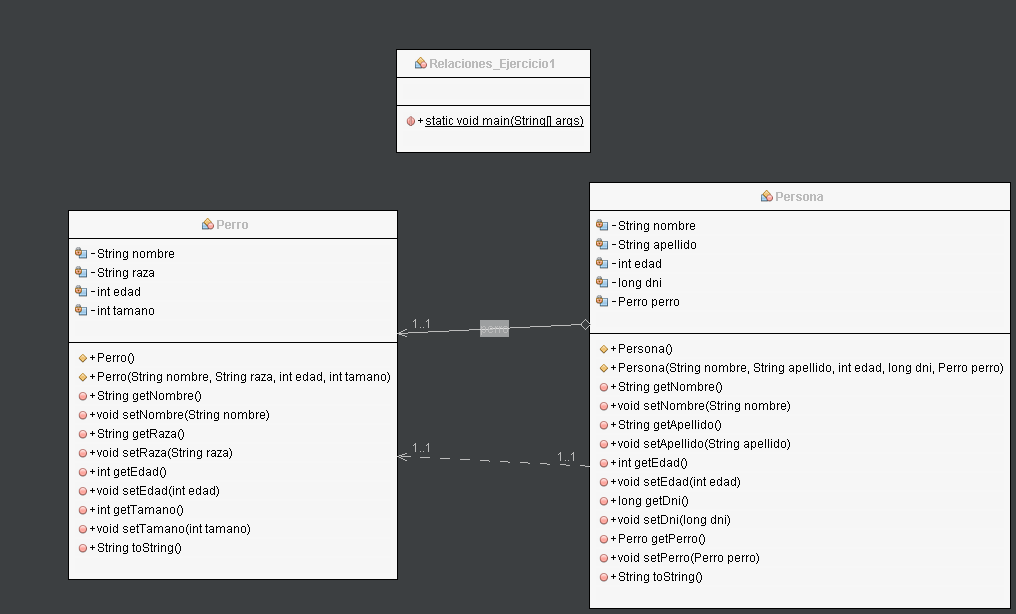 Relaciones_Ejercicio1
+static void main(String[] args)
Perro
-String nombre
-String raza
-int edad
-int tamano
+Perro()
+Perro(String nombre, String raza, int edad, int tamano)
+String getNombre()
+void setNombre(String nombre)
+String getRaza()
+void setRaza(String raza)
+int getEdad()
+void setEdad(int edad)
+int getTamano()
+void setTamano(int tamano)
+String toString()
1..1
perro
1..1
1..1
Persona
-String nombre
-String apellido
-int edad
-long dni
-Perro perro
+Persona()
+Persona(String nombre, String apellido, int edad, long dni, Perro perro)
+String getNombre()
+void setNombre(String nombre)
+String getApellido()
+void setApellido(String apellido)
+int getEdad()
+void setEdad(int edad)
+long getDni()
+void setDni(long dni)
+Perro getPerro()
+void setPerro(Perro perro)
+String toString()